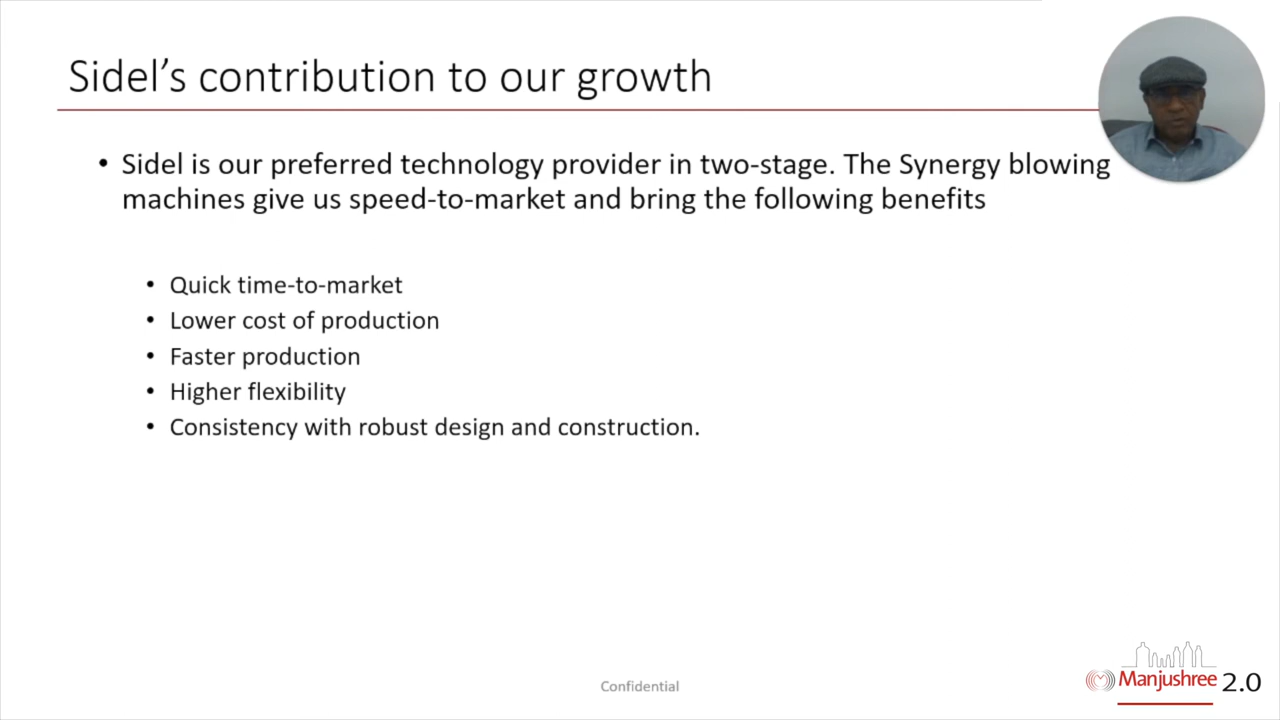 Sidel’s contribution to our growth
• Sidel is our preferred technology provider in two-stage. The Synergy blowing
machines give us speed-to-market and bring the following benefits
• Quick time-to-market
• Lower cost of production
• Faster production
• Higher flexibility
• Consistency with robust design and construction.
Confidential
Manjushree 2.0